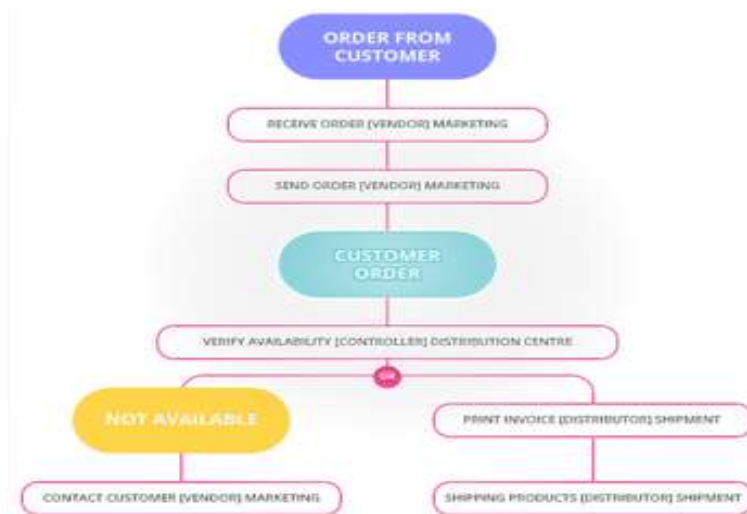 ORDER FROM
CUSTOMER
RECEIVE ORDER [VENDOR] MARKETING
SEND ORDER [VENDOR] MARKETING
CUSTOMER
ORDER
VERIFY AVAILABILITY [CONTROLLER] DISTRIBUTION CENTRE
OR
NOT AVAILABLE
PRINT INVOICE [DISTRIBUTOR] SHIPMENT
CONTACT CUSTOMER [VENDOR] MARKETING
SHIPPING PRODUCTS [DISTRIBUTOR] SHIPMENT